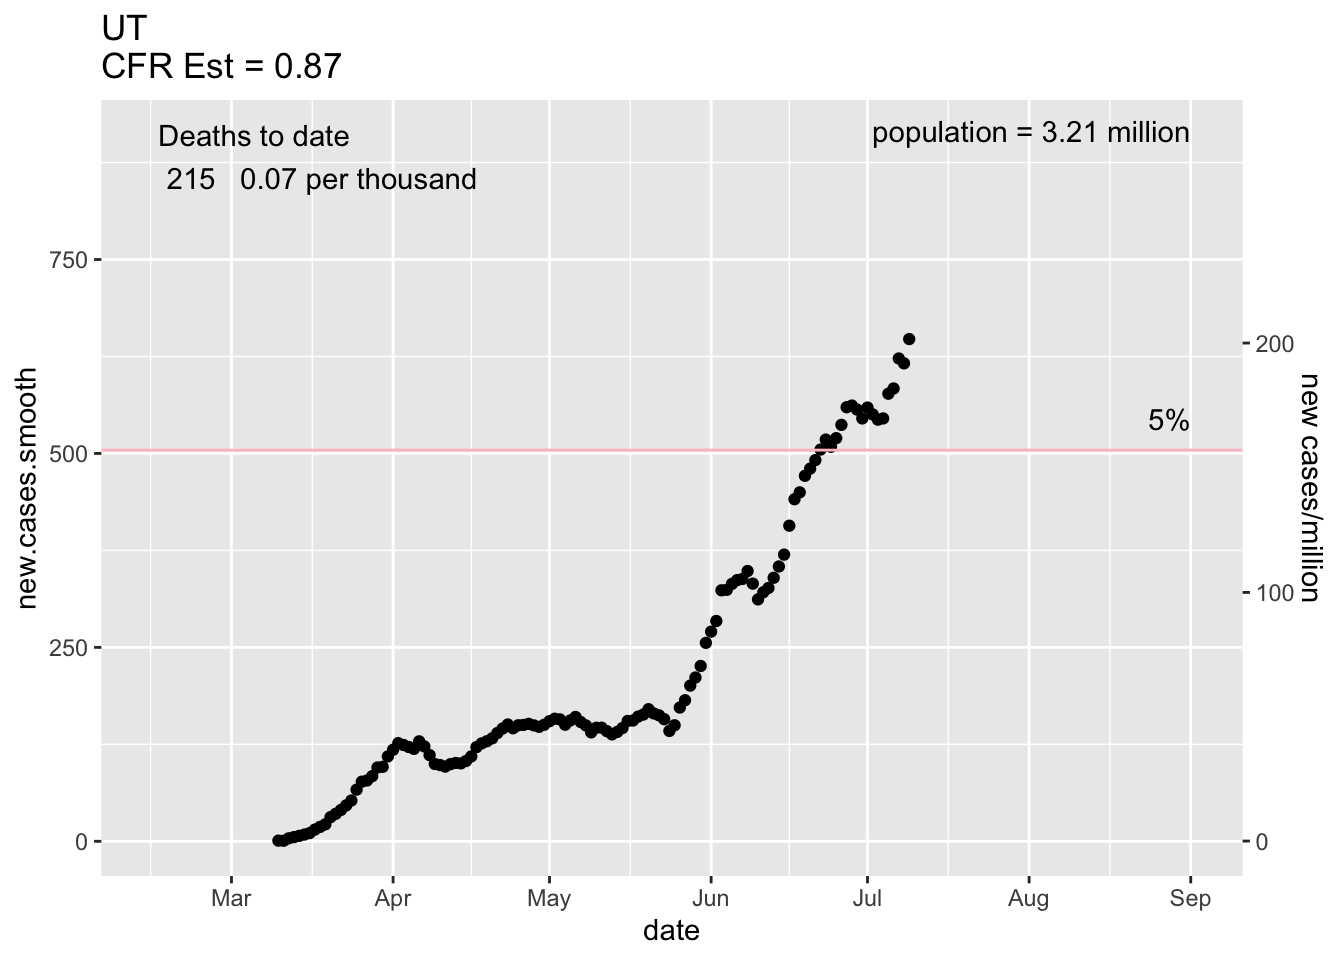 UT
CFR Est = 0.87
Deaths to date
215 0.07 per thousand
population = 3.21 million
750
500
250
0
new.cases.smooth
5%
200
100
0
new cases/million
Mar Apr May Jun Jul Aug Sep
date